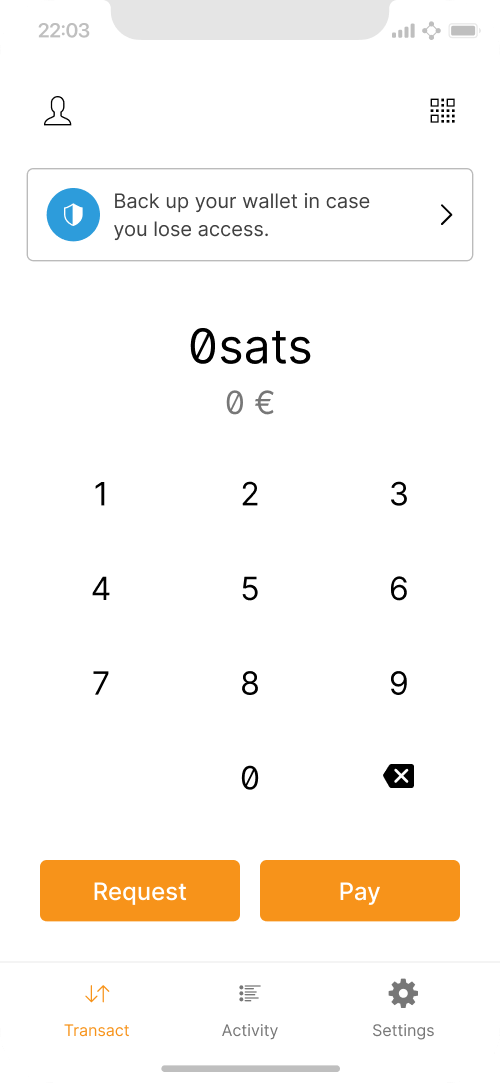 22:03
Back up your wallet in case
you lose access.
0sats
0 €
1 2 3
4 5 6
7 8 9
0
Request Pay
Transact Activity Settings